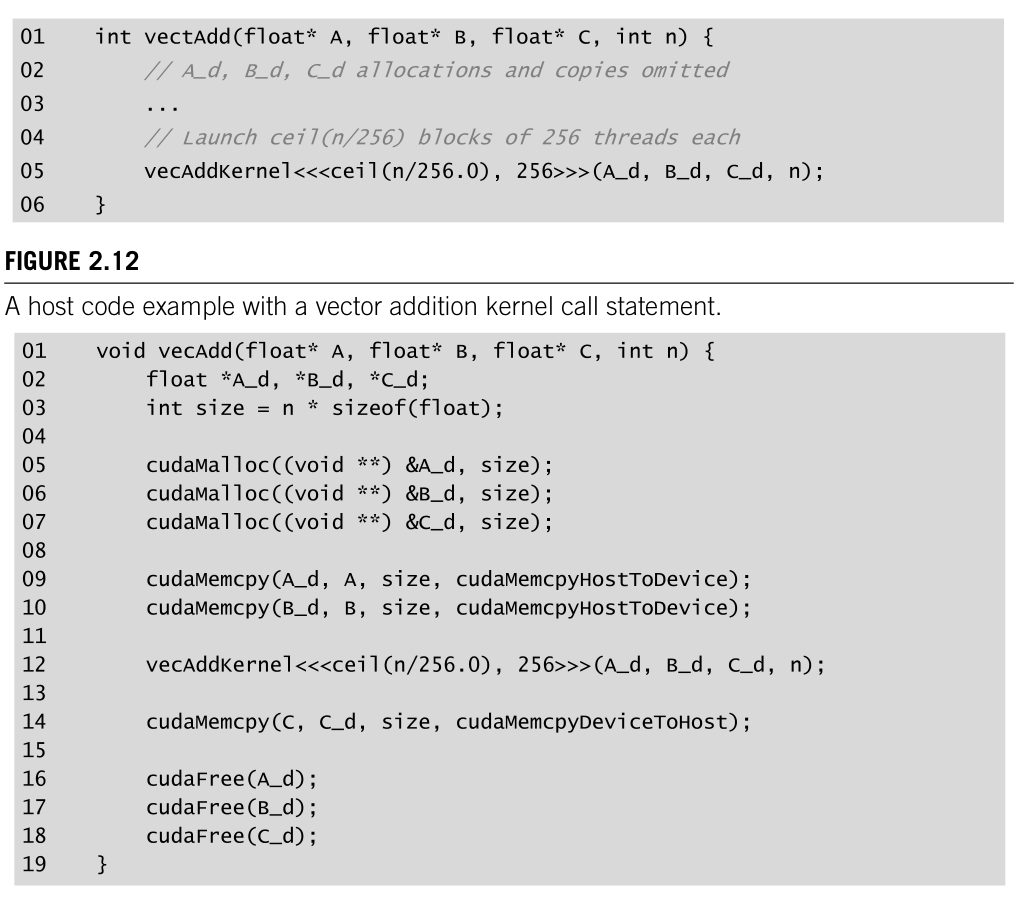 01 int vectAdd(float* A, float* B, float* C, int n) {
02 // A_d, B_d, C_d allocations and copies omitted
03 ...
04 // Launch ceil(n/256) blocks of 256 threads each
05 vecAddKernel<<<ceil(n/256.0), 256>>>(A_d, B_d, C_d, n);
06 }
FIGURE 2.12
A host code example with a vector addition kernel call statement.
01 void vecAdd(float* A, float* B, float* C, int n) {
02 float *A_d, *B_d, *C_d;
03 int size = n * sizeof(float);
04
05 cudaMalloc((void **) &A_d, size);
06 cudaMalloc((void **) &B_d, size);
07 cudaMalloc((void **) &C_d, size);
08
09 cudaMemcpy(A_d, A, size, cudaMemcpyHostToDevice);
10 cudaMemcpy(B_d, B, size, cudaMemcpyHostToDevice);
11
12 vecAddKernel<<<ceil(n/256.0), 256>>>(A_d, B_d, C_d, n);
13
14 cudaMemcpy(C, C_d, size, cudaMemcpyDeviceToHost);
15
16 cudaFree(A_d);
17 cudaFree(B_d);
18 cudaFree(C_d);
19 }